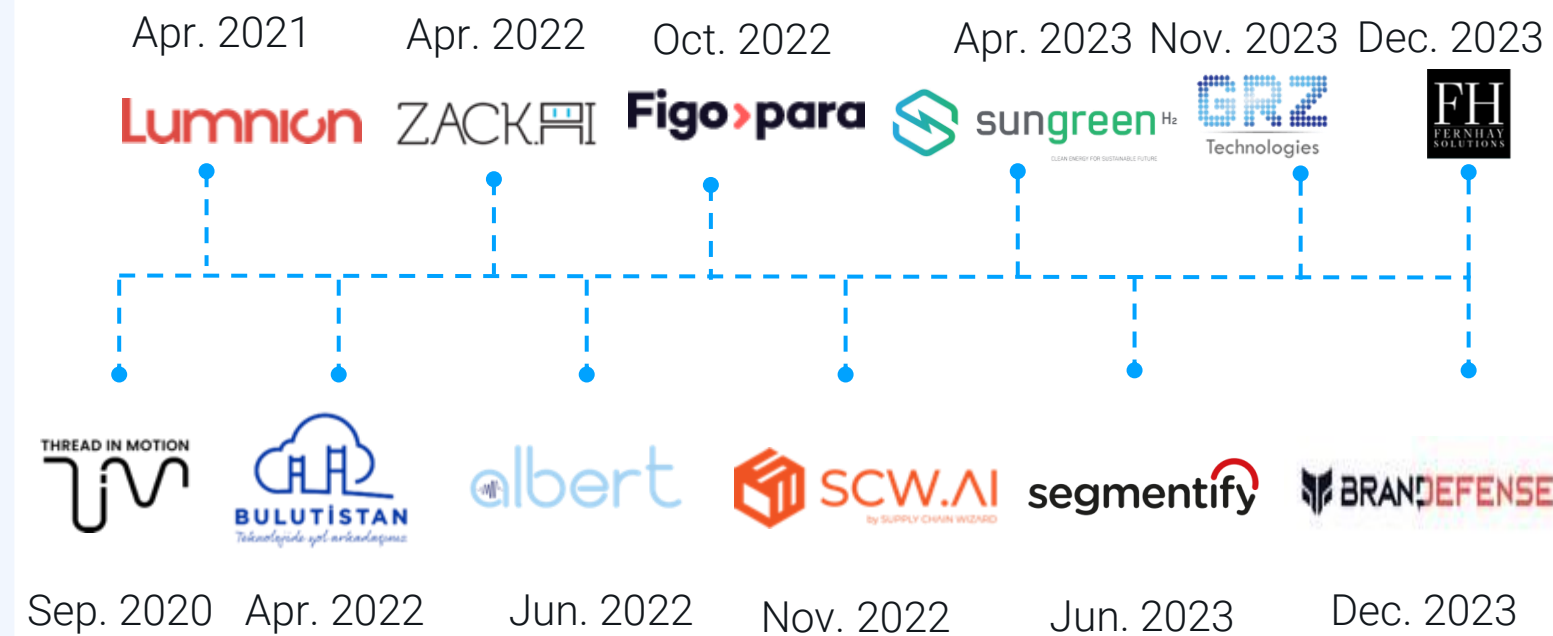 Apr. 2021 Apr. 2022 Oct. 2022 Apr. 2023 Nov. 2023 Dec. 2023
Lumnion
ZACK.AI
Figopara
sungreen H₂
CLEAN ENERGY FOR SUSTAINABLE FUTURE
GRZ
Technologies
FH
FERNHAY
SOLUTIONS
THREAD IN MOTION
TIM
BULUTİSTAN
Teknolojide yol arkadaşınız
albert
SCW.AI
by SUPPLY CHAIN WIZARD
segmentify
BRANDEFENSE
Sep. 2020 Apr. 2022 Jun. 2022 Nov. 2022 Jun. 2023 Dec. 2023